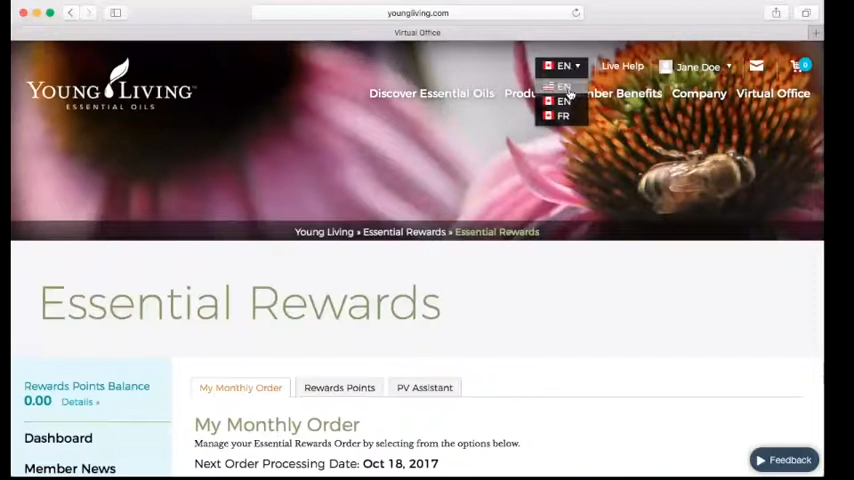 youngliving.com
Virtual Office
YOUNG LIVING
ESSENTIAL OILS
EN
Live Help
Jane Doe
0
EN
EN
FR
Discover Essential Oils
Member Benefits
Company
Virtual Office
Young Living » Essential Rewards » Essential Rewards
Essential Rewards
Rewards Points Balance
0.00 Details »
Dashboard
Member News
My Monthly Order
Rewards Points
PV Assistant
My Monthly Order
Manage your Essential Rewards Order by selecting from the options below.
Next Order Processing Date: Oct 18, 2017
Feedback